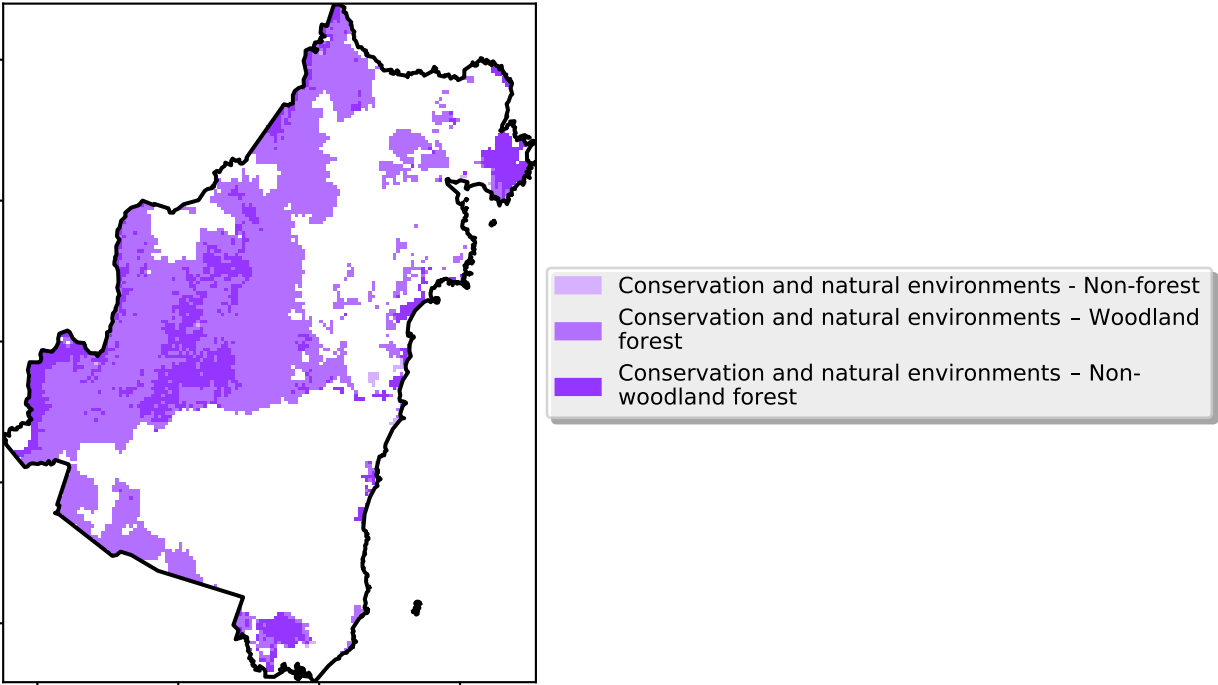 Conservation and natural environments - Non-forest
Conservation and natural environments – Woodland
forest
Conservation and natural environments – Non-
woodland forest